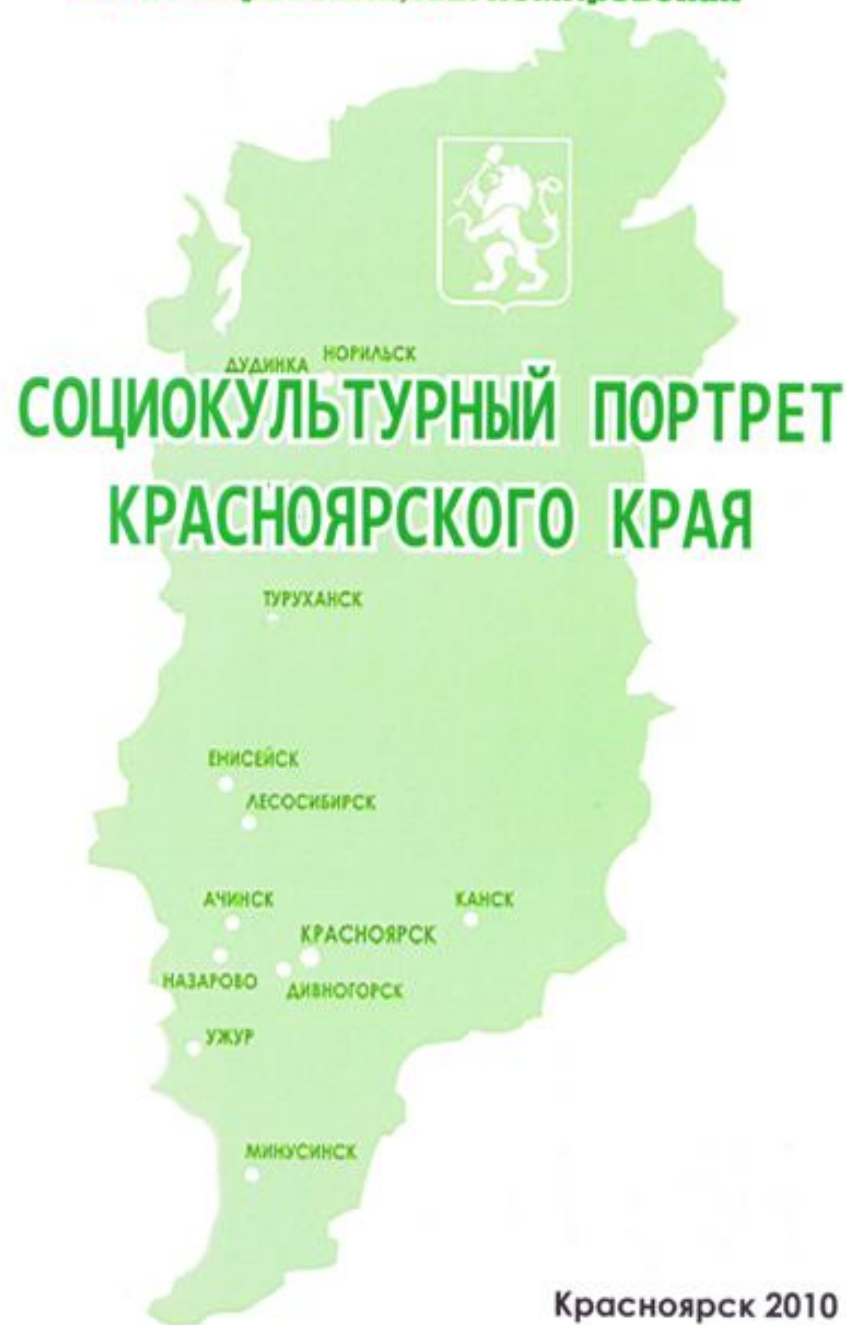 ДУДИНКА НОРИЛЬСК
СОЦИОКУЛЬТУРНЫЙ ПОРТРЕТ
КРАСНОЯРСКОГО КРАЯ
ТУРУХАНСК
ЕНИСЕЙСК
ЛЕСОСИБИРСК
АЧИНСК
КАНСК
КРАСНОЯРСК
НАЗАРОВО
ДИВНОГОРСК
УЖУР
МИНУСИНСК
Красноярск 2010